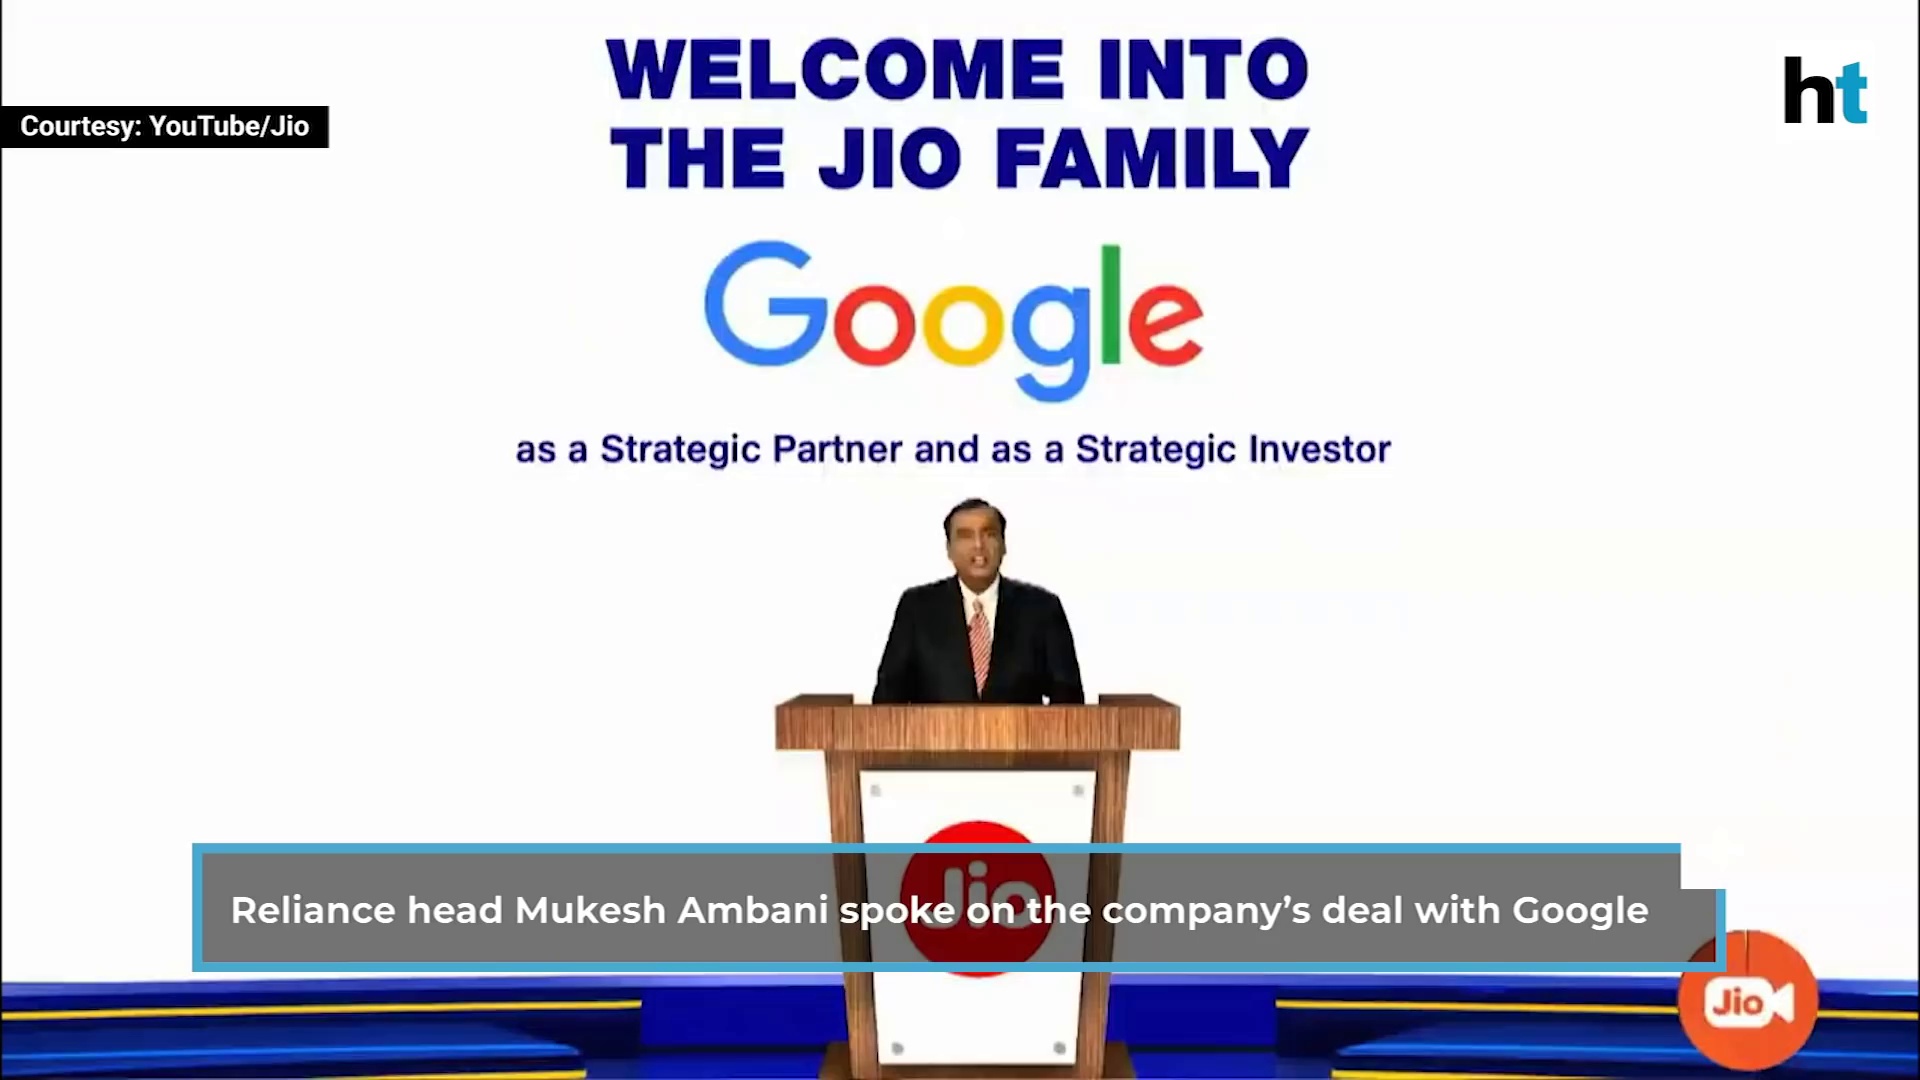 WELCOME INTO
THE JIO FAMILY
ht
Courtesy: YouTube/Jio
Google
as a Strategic Partner and as a Strategic Investor
Jio
Reliance head Mukesh Ambani spoke on the company’s deal with Google
Jio